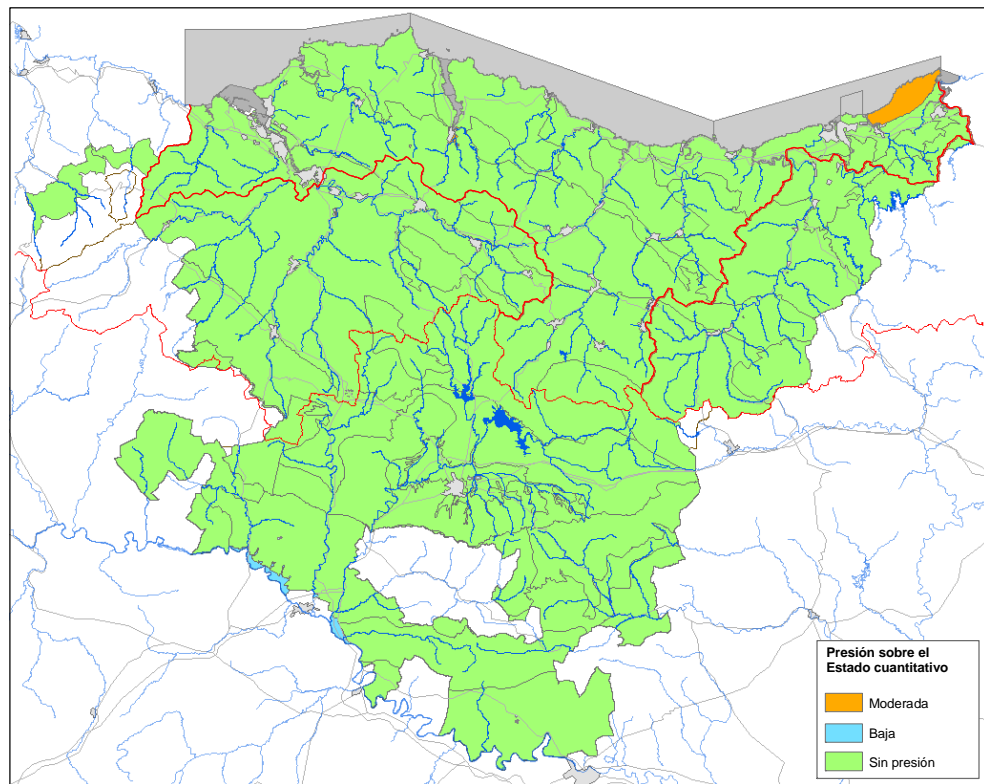 Presión sobre el
Estado cuantitativo
Moderada
Baja
Sin presión